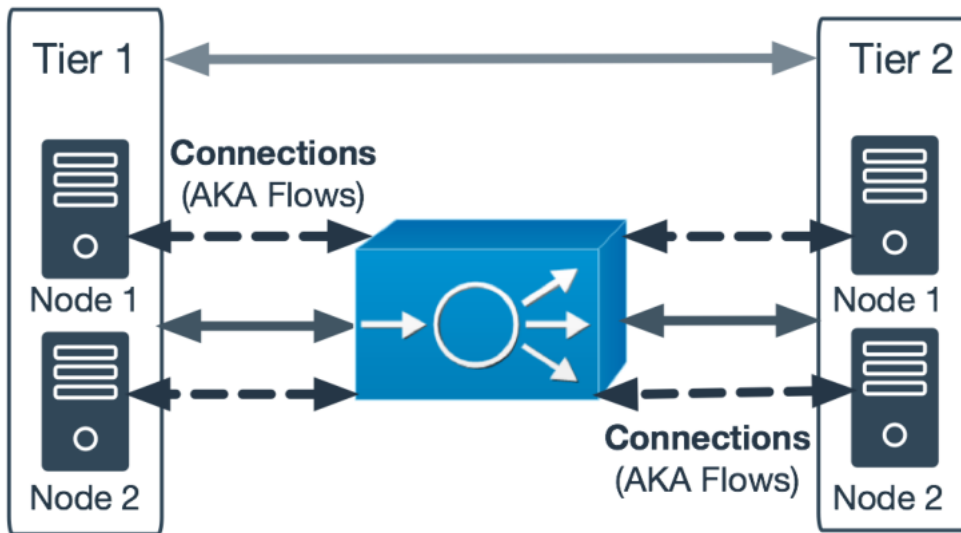 Tier 1
Tier 2
Connections
(AKA Flows)
Node 1
Node 1
Connections
(AKA Flows)
Node 2
Node 2